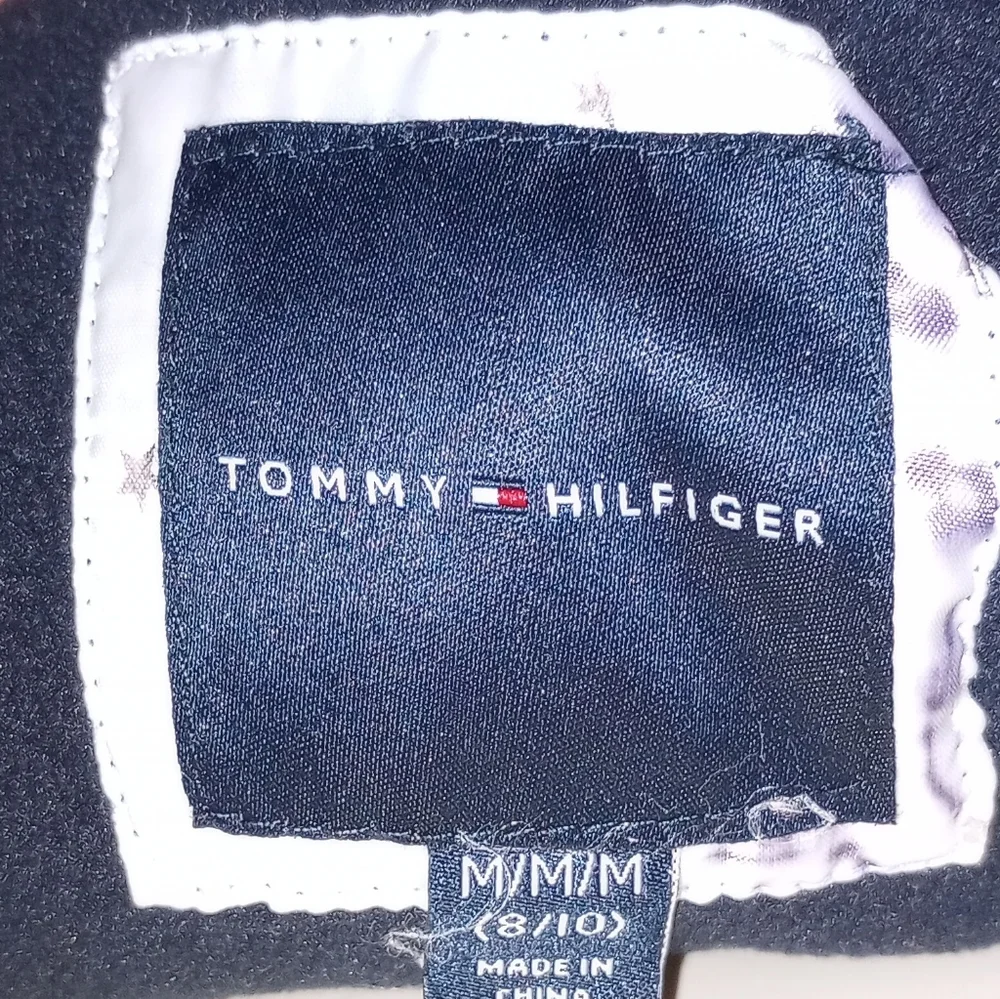 TOMMY HILFIGER
M/M/M
(8/10)
MADE IN
CHINA